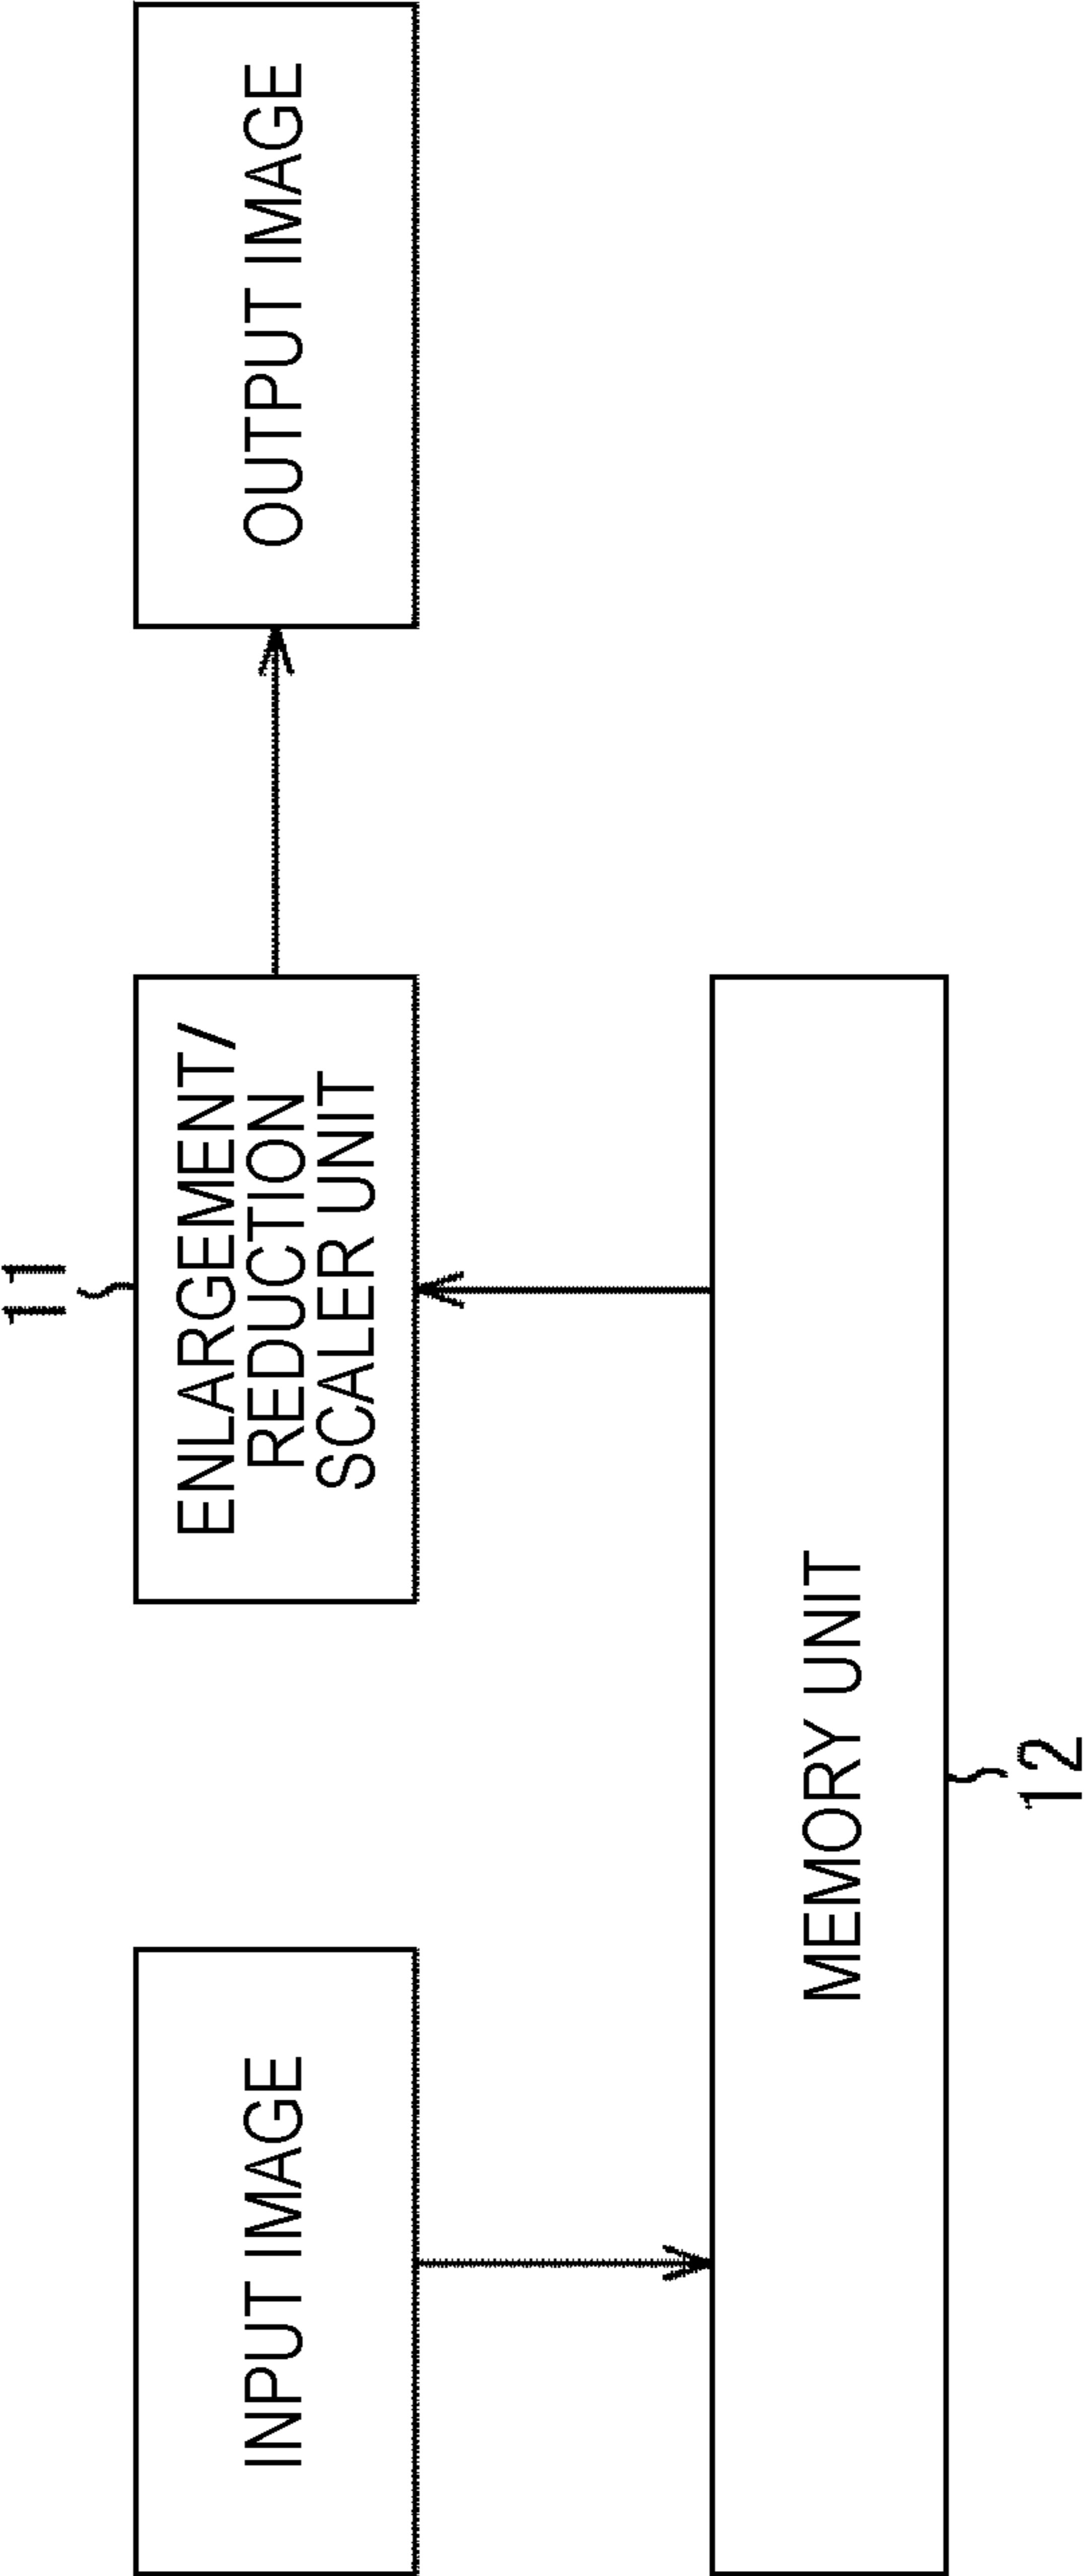 11
INPUT IMAGE
ENLARGEMENT/
REDUCTION
SCALER UNIT
OUTPUT IMAGE
MEMORY UNIT
12